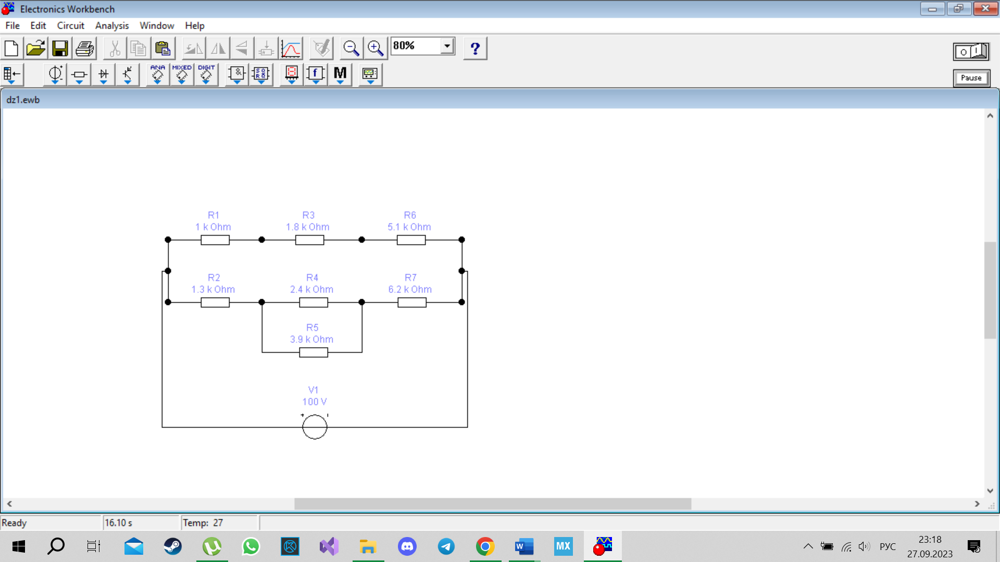 Electronics Workbench
File Edit Circuit Analysis Window Help
80%
?
Pause
ANA MIXED DIGIT
f M
dz1.ewb
R1 R3 R6
1 k Ohm 1.8 k Ohm 5.1 k Ohm
R2 R4 R7
1.3 k Ohm 2.4 k Ohm 6.2 k Ohm
R5
3.9 k Ohm
V1
100 V
Ready 16.10 s Temp: 27
MX
РУС
23:18
27.09.2023